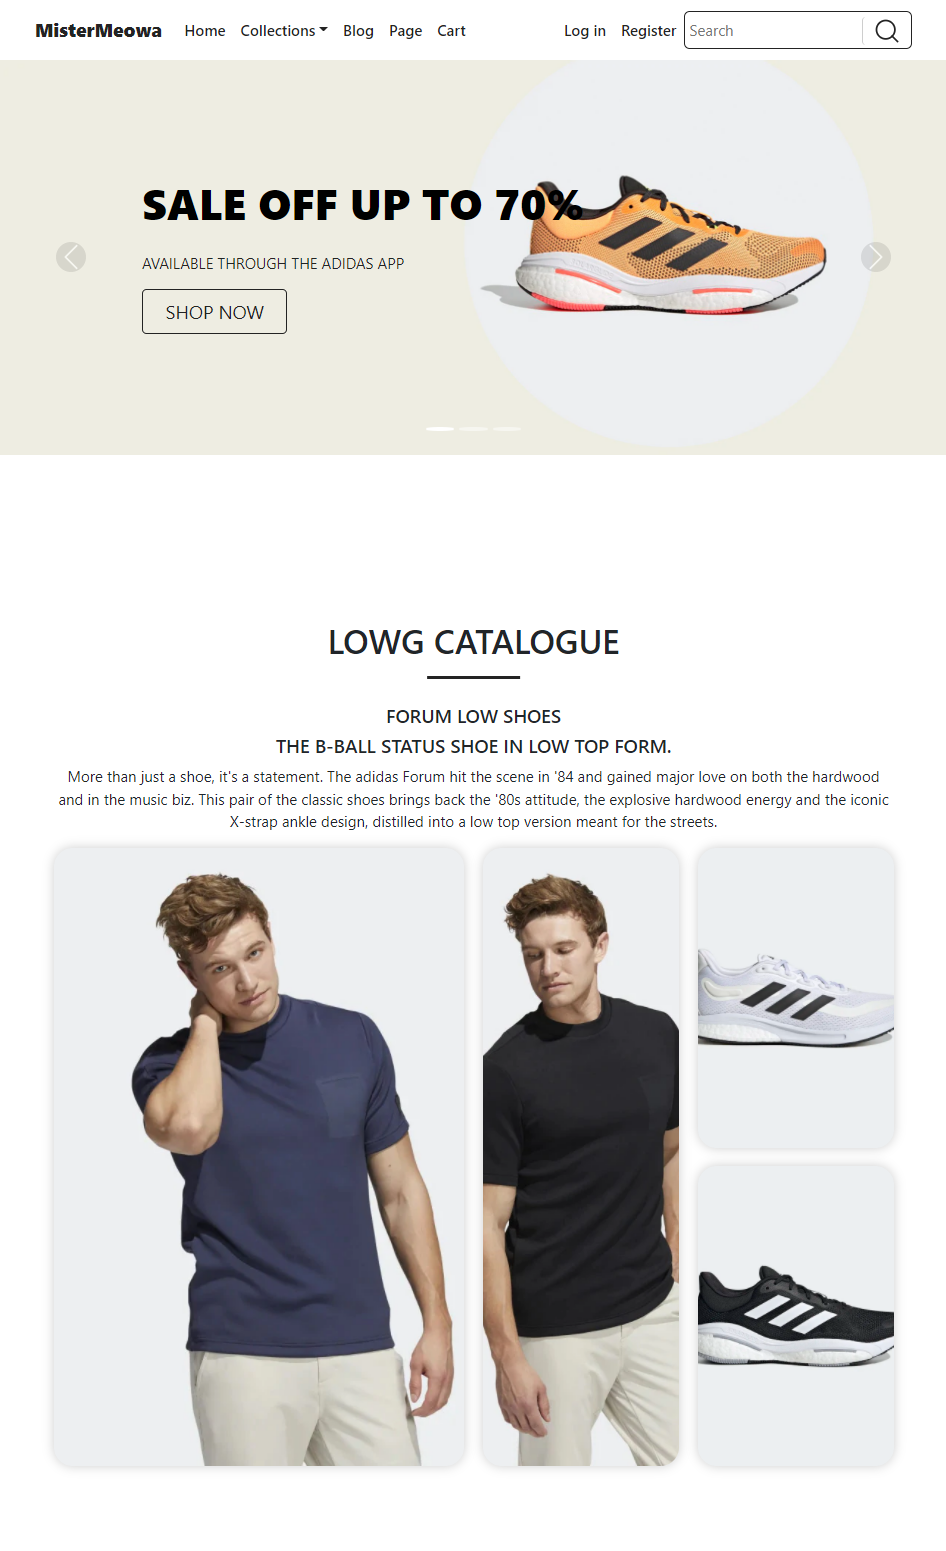 MisterMeowa Home Collections Blog Page Cart Log in Register Search
SALE OFF UP TO 70%
AVAILABLE THROUGH THE ADIDAS APP
SHOP NOW
LOWG CATALOGUE
FORUM LOW SHOES
THE B-BALL STATUS SHOE IN LOW TOP FORM.
More than just a shoe, it's a statement. The adidas Forum hit the scene in '84 and gained major love on both the hardwood
and in the music biz. This pair of the classic shoes brings back the '80s attitude, the explosive hardwood energy and the iconic
X-strap ankle design, distilled into a low top version meant for the streets.